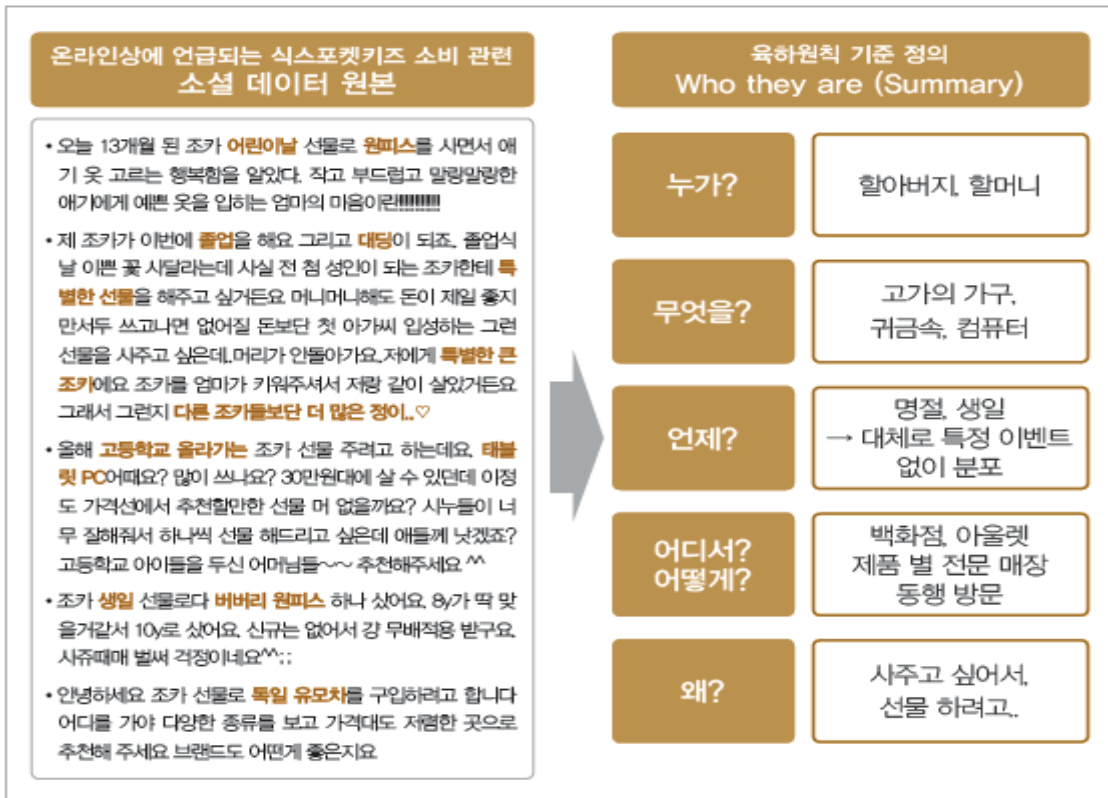 온라인상에 언급되는 식스포켓키즈 소비 관련
소셜 데이터 원본
• 오늘 13개월 된 조카 어린이날 선물로 원피스를 사면서 애
기 옷 고르는 행복함을 알았다. 작고 부드럽고 말랑말랑한
애기에게 예쁜 옷을 입히는 엄마의 마음이란!!!!!!!!!!
• 제 조카가 이번에 졸업을 해요 그리고 대딩이 되죠. 졸업식
날 이쁜 꽃 사달라는데 사실 전 첨 성인이 되는 조카한테 특
별한 선물을 해주고 싶거든요 머니머니해도 돈이 제일 좋지
만서두 쓰고나면 없어질 돈보단 첫 아가씨 입성하는 그런
선물을 사주고 싶은데..머리가 안돌아가요..저에게 특별한 큰
조카에요 조카를 엄마가 키워주셔서 저랑 같이 살았거든요
그래서 그런지 다른 조카들보단 더 많은 정이..♡
• 올해 고등학교 올라가는 조카 선물 주려고 하는데요. 태블
릿 PC어때요? 많이 쓰나요? 30만원대에 살 수 있던데 이정
도 가격선에서 추천할만한 선물 머 없을까요? 시누들이 너
무 잘해줘서 하나씩 선물 해드리고 싶은데 애들께 낫겠죠?
고등학교 아이들을 두신 어머님들~~ 추천해주세요 ^^
• 조카 생일 선물로다 버버리 원피스 하나 샀어요. 8y가 딱 맞
을거같서 10y로 샀어요. 신규는 없어서 걍 무배적용 받구요.
사쥬때매 벌써 걱정이네요^^;;
• 안녕하세요 조카 선물로 독일 유모차를 구입하려고 합니다
어디를 가야 다양한 종류를 보고 가격대도 저렴한 곳으로
추천해 주세요 브랜드도 어떤게 좋은지요
육하원칙 기준 정의
Who they are (Summary)
누가?
할아버지, 할머니
무엇을?
고가의 가구,
귀금속, 컴퓨터
언제?
명절, 생일
→ 대체로 특정 이벤트
없이 분포
어디서?
어떻게?
백화점, 아울렛
제품 별 전문 매장
동행 방문
왜?
사주고 싶어서,
선물 하려고..